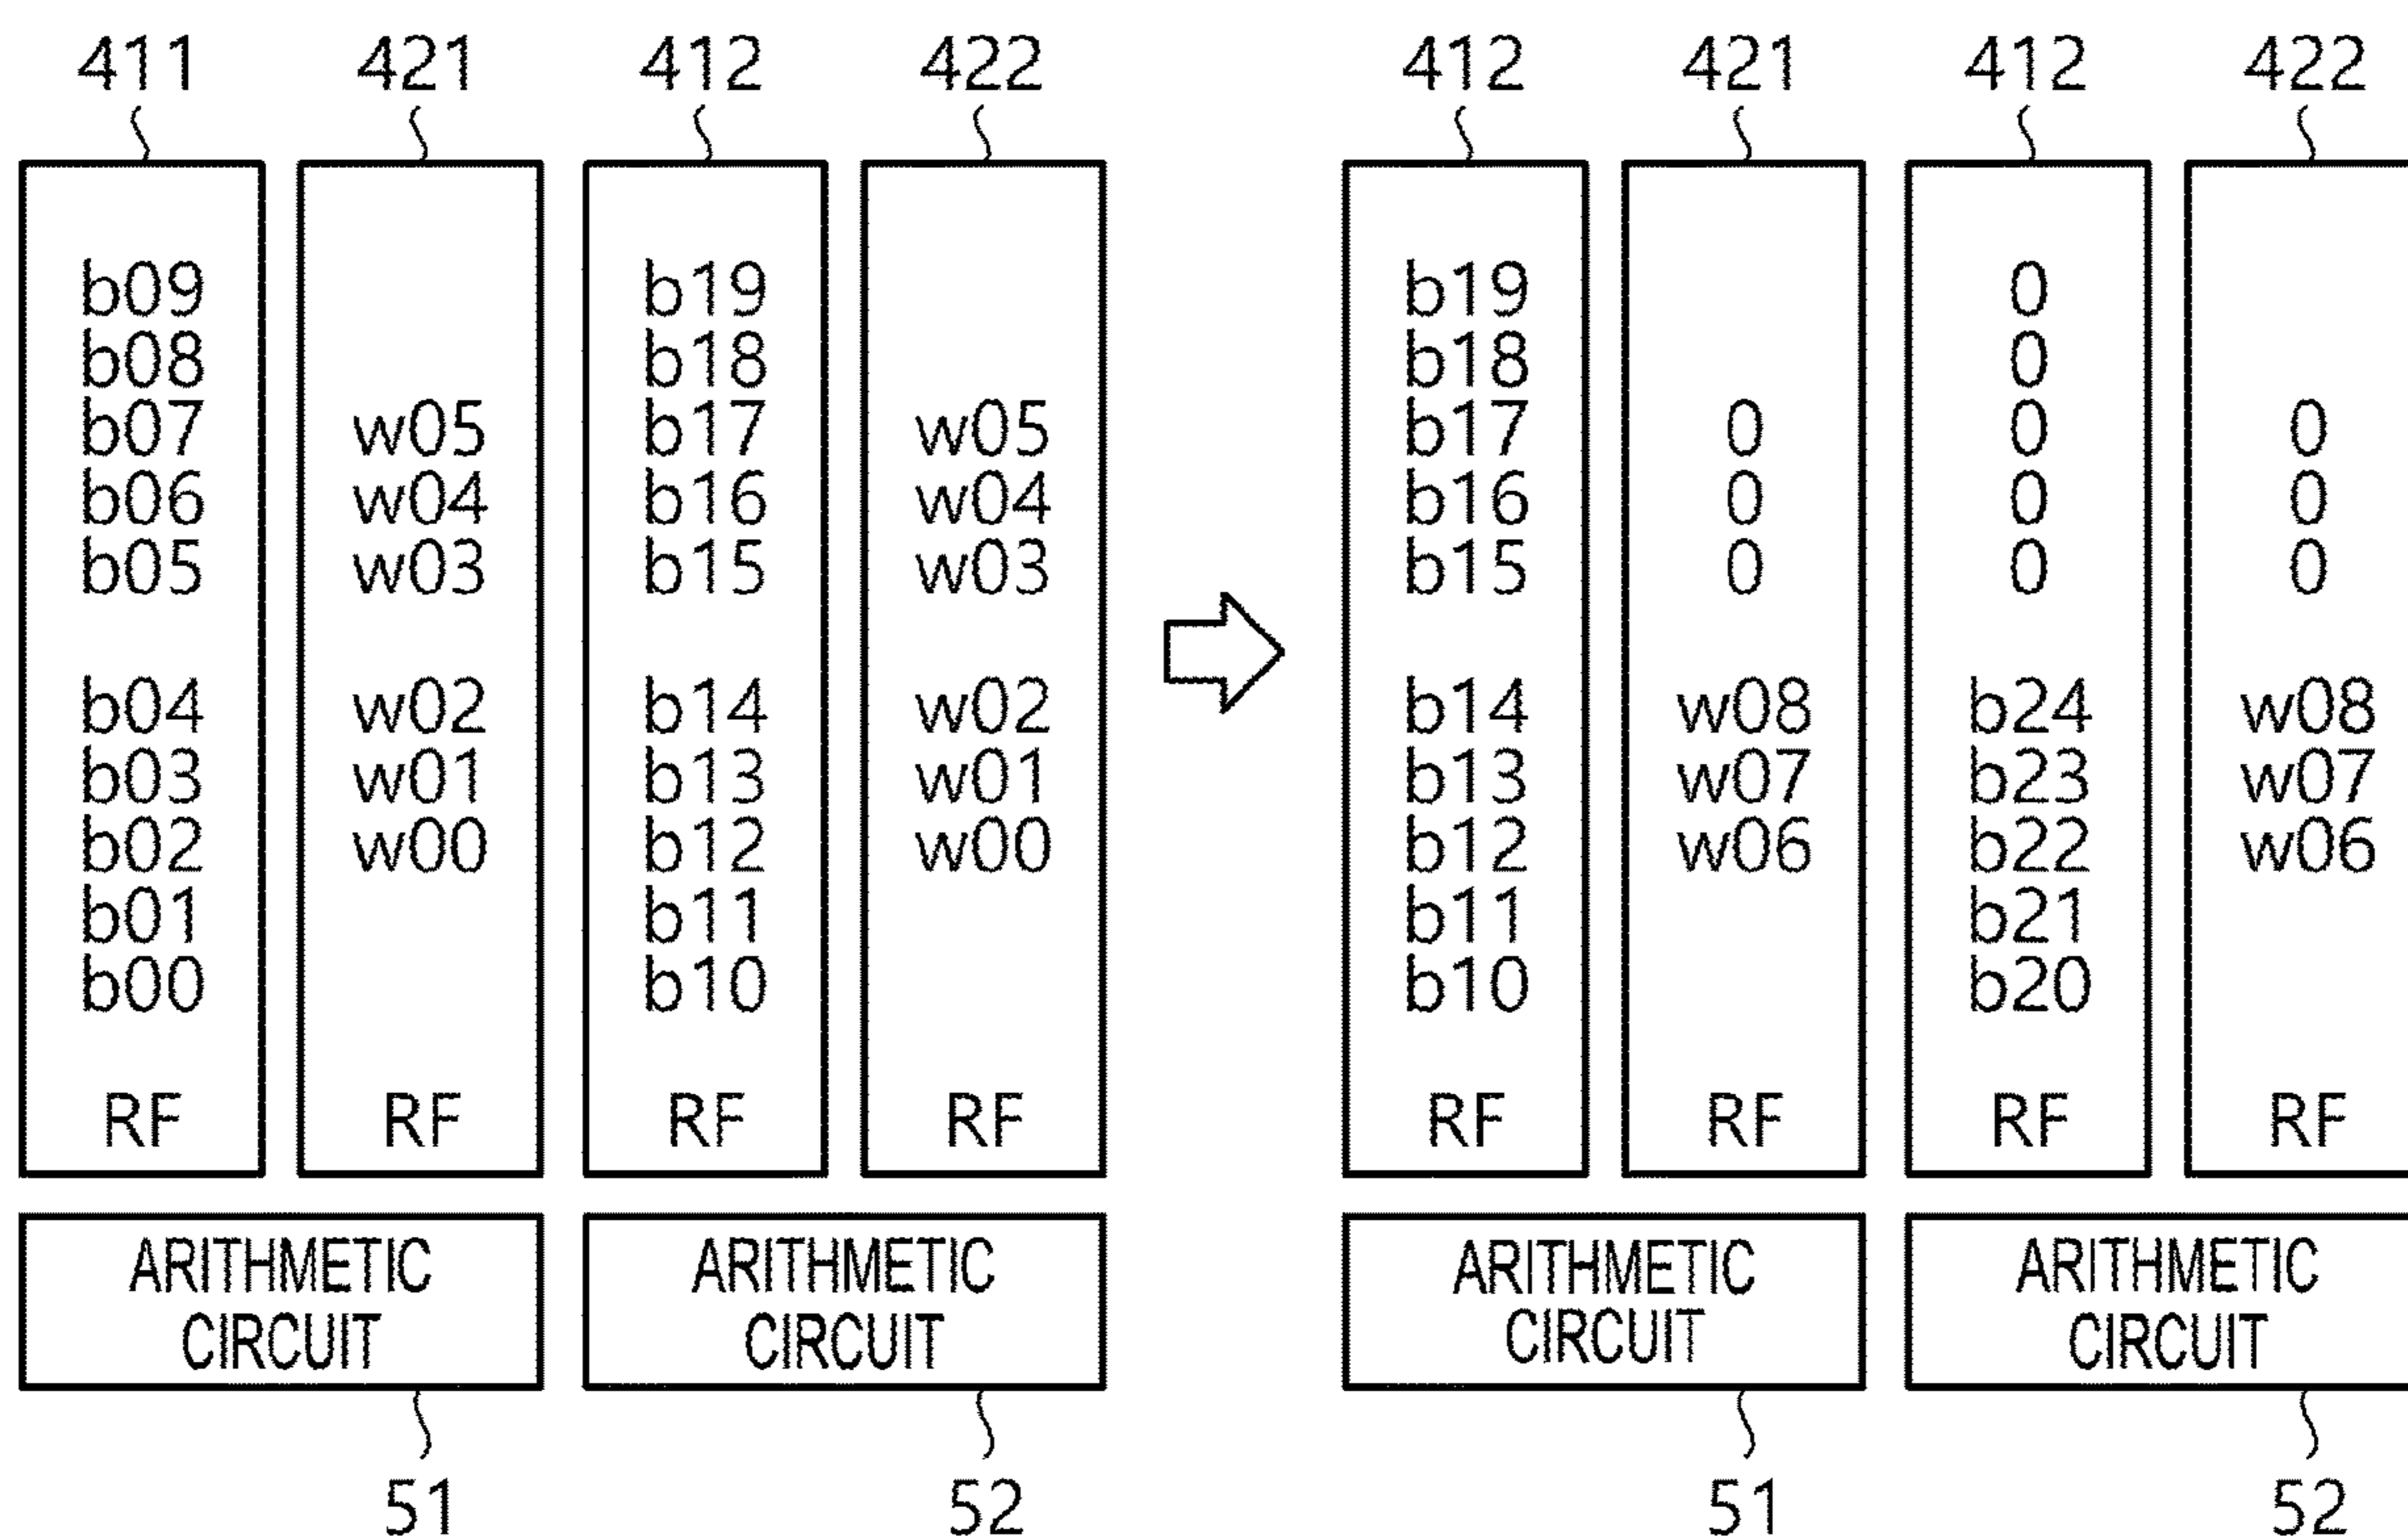 411 421 412 422 412 421 412 422
b09 b19 b19 0
b08 b18 b18 0
b07 w05 b17 w05 b17 0 0 0
b06 w04 b16 w04 b16 0 0 0
b05 w03 b15 w03 b15 0 0 0
b04 w02 b14 w02 b14 w08 b24 w08
b03 w01 b13 w01 b13 w07 b23 w07
b02 w00 b12 w00 b12 w06 b22 w06
b01 b11 b11 b21
b00 b10 b10 b20
RF RF RF RF RF RF RF RF
ARITHMETIC ARITHMETIC ARITHMETIC ARITHMETIC
CIRCUIT CIRCUIT CIRCUIT CIRCUIT
51 52 51 52